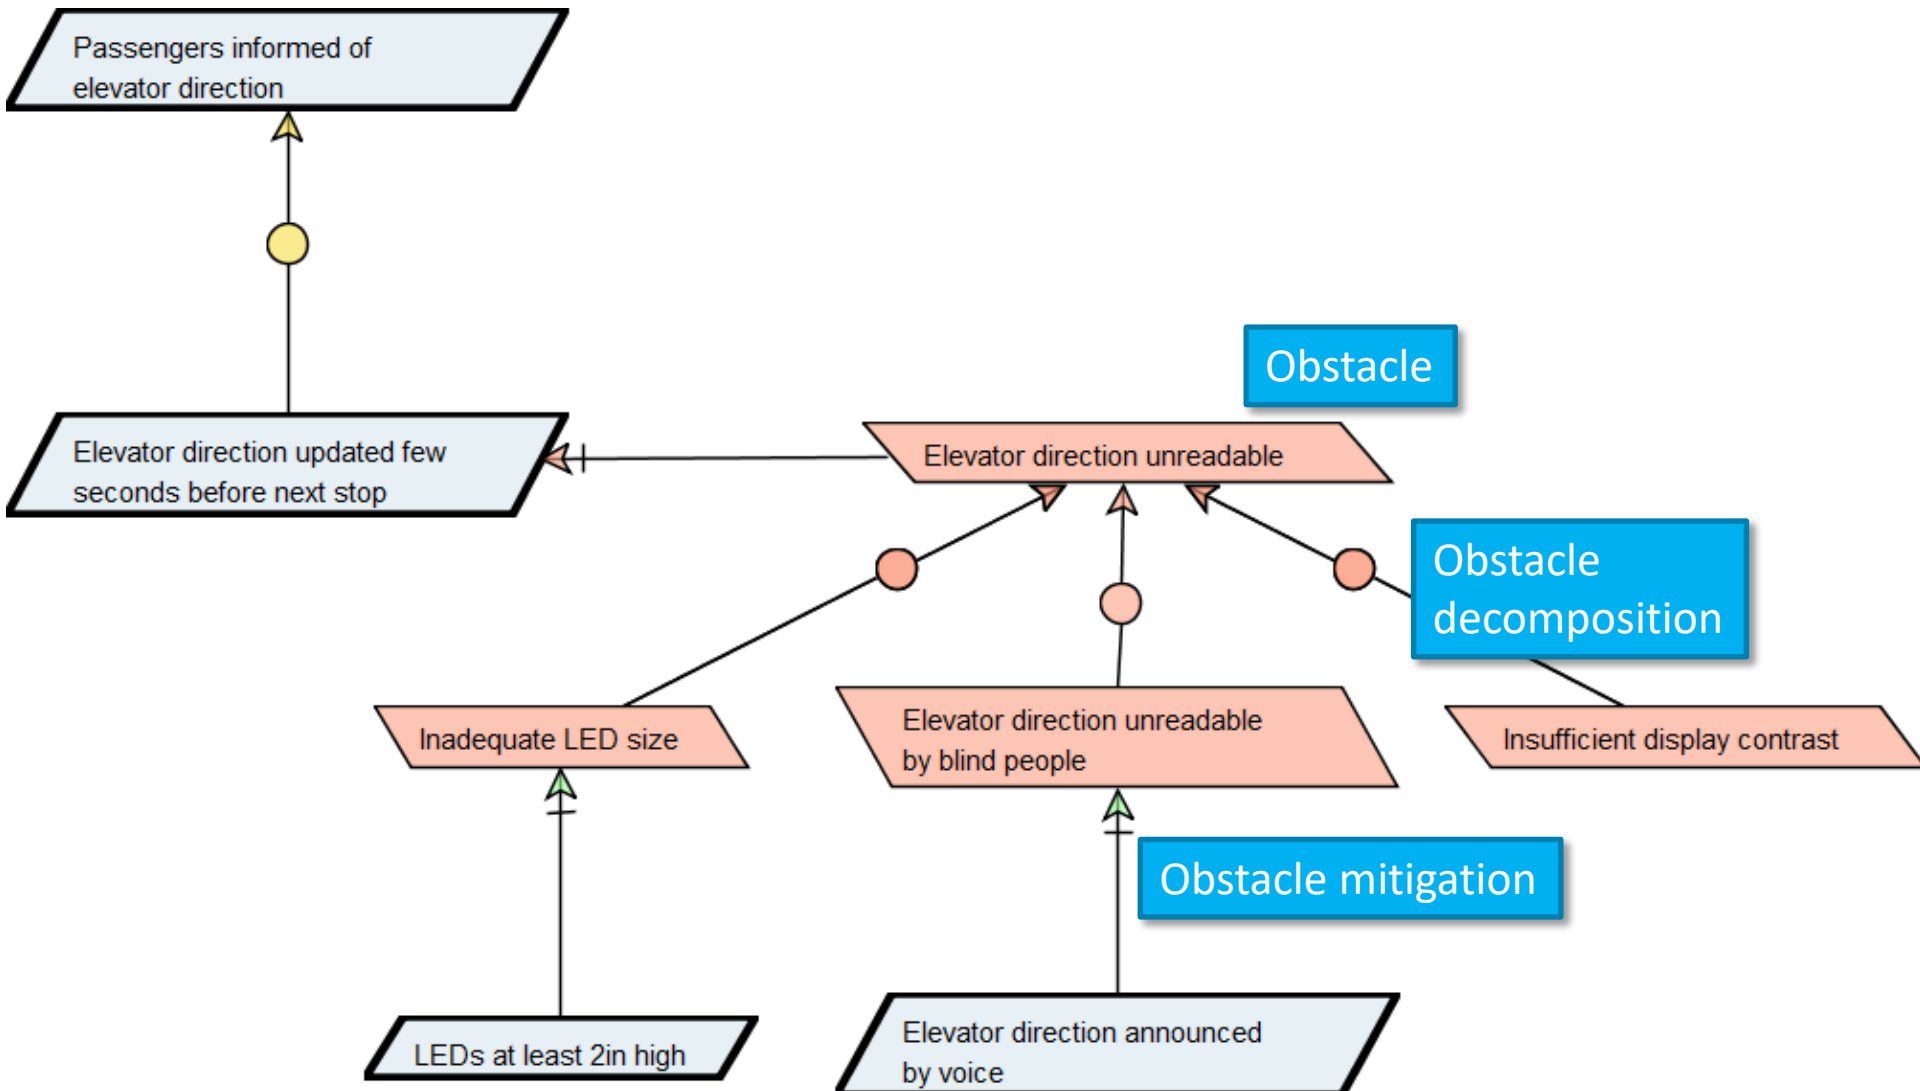 Passengers informed of
elevator direction
Obstacle
Elevator direction updated few
seconds before next stop
Elevator direction unreadable
Obstacle
decomposition
Inadequate LED size
Elevator direction unreadable
by blind people
Insufficient display contrast
Obstacle mitigation
LEDs at least 2in high
Elevator direction announced
by voice